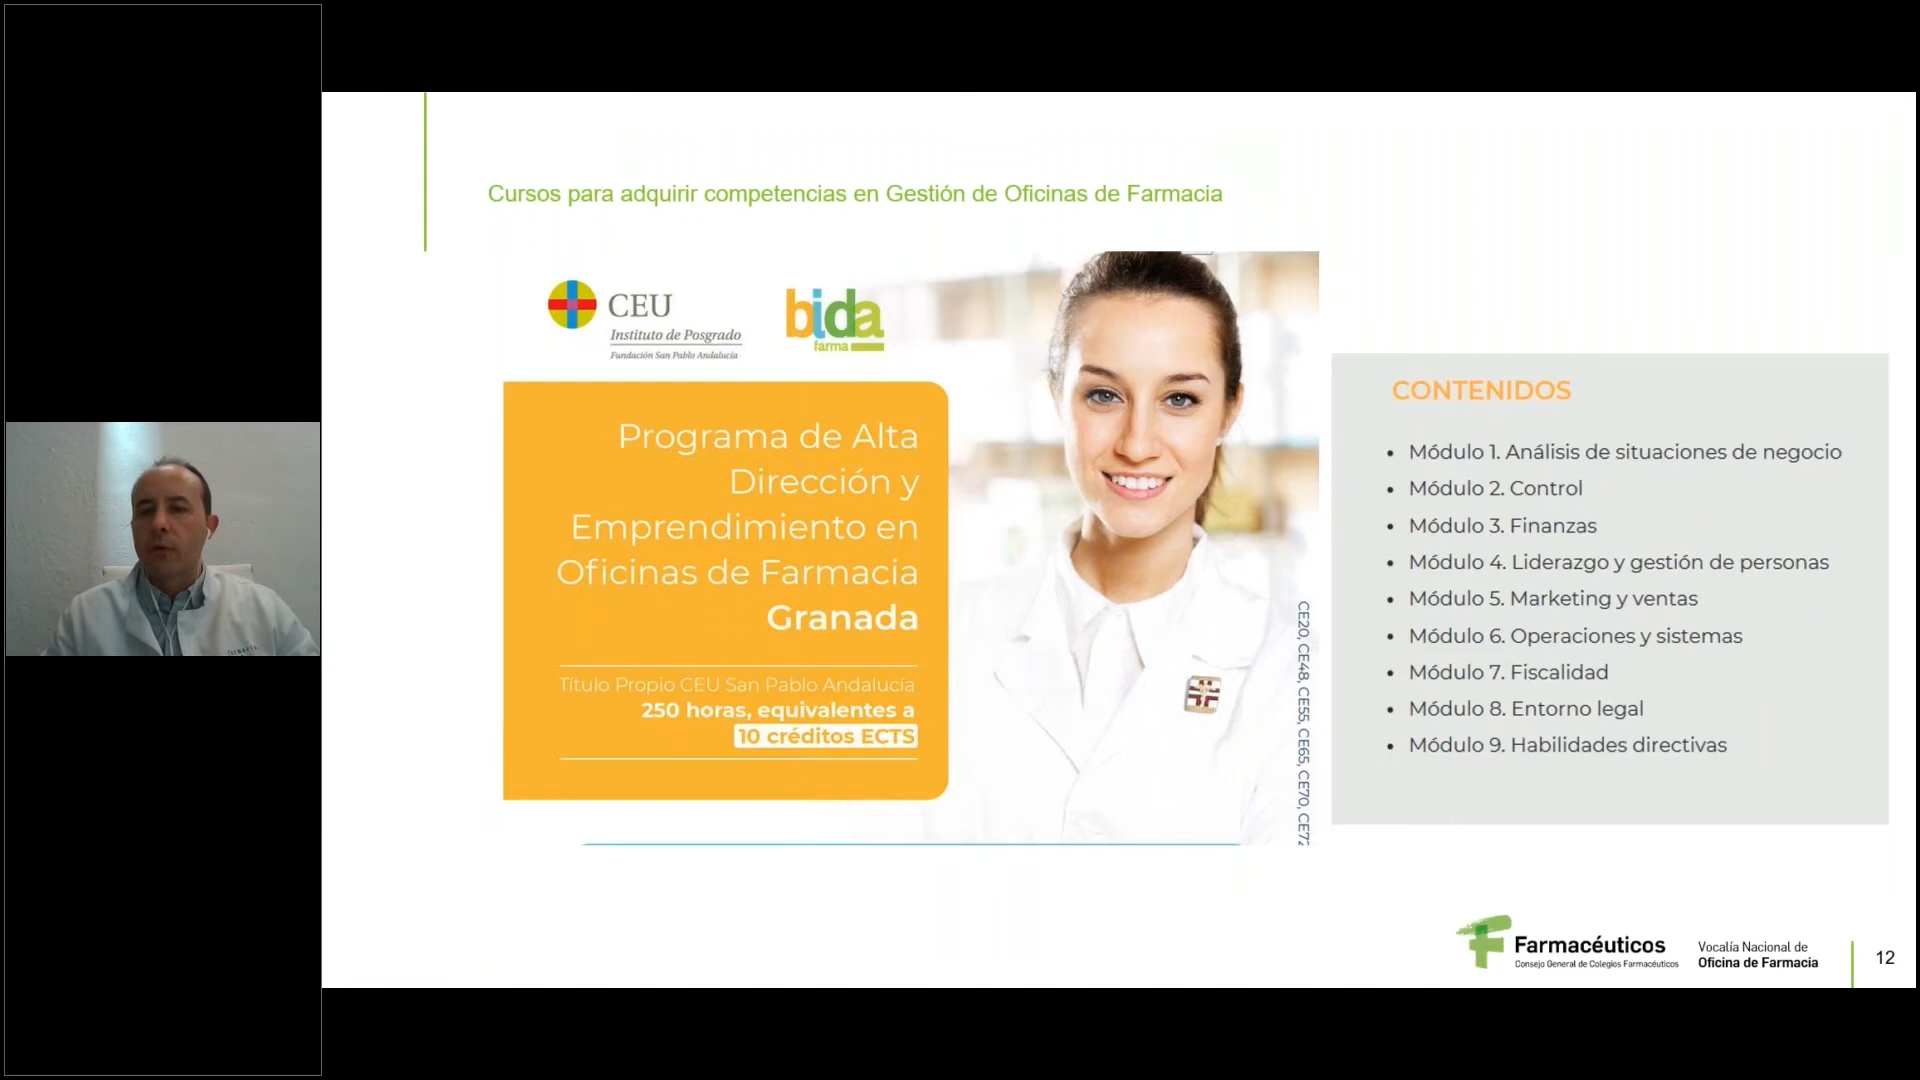 Cursos para adquirir competencias en Gestión de Oficinas de Farmacia
CEU
Instituto de Posgrado
Fundación San Pablo Andalucía
bida
farma
Programa de Alta
Dirección y
Emprendimiento en
Oficinas de Farmacia
Granada
Título Propio CEU San Pablo Andalucía
250 horas, equivalentes a
10 créditos ECTS
CE20, CE48, CE55, CE65, CE70, CE72
CONTENIDOS
• Módulo 1. Análisis de situaciones de negocio
• Módulo 2. Control
• Módulo 3. Finanzas
• Módulo 4. Liderazgo y gestión de personas
• Módulo 5. Marketing y ventas
• Módulo 6. Operaciones y sistemas
• Módulo 7. Fiscalidad
• Módulo 8. Entorno legal
• Módulo 9. Habilidades directivas
Farmacéuticos
Consejo General de Colegios Farmacéuticos
Vocalía Nacional de
Oficina de Farmacia
12